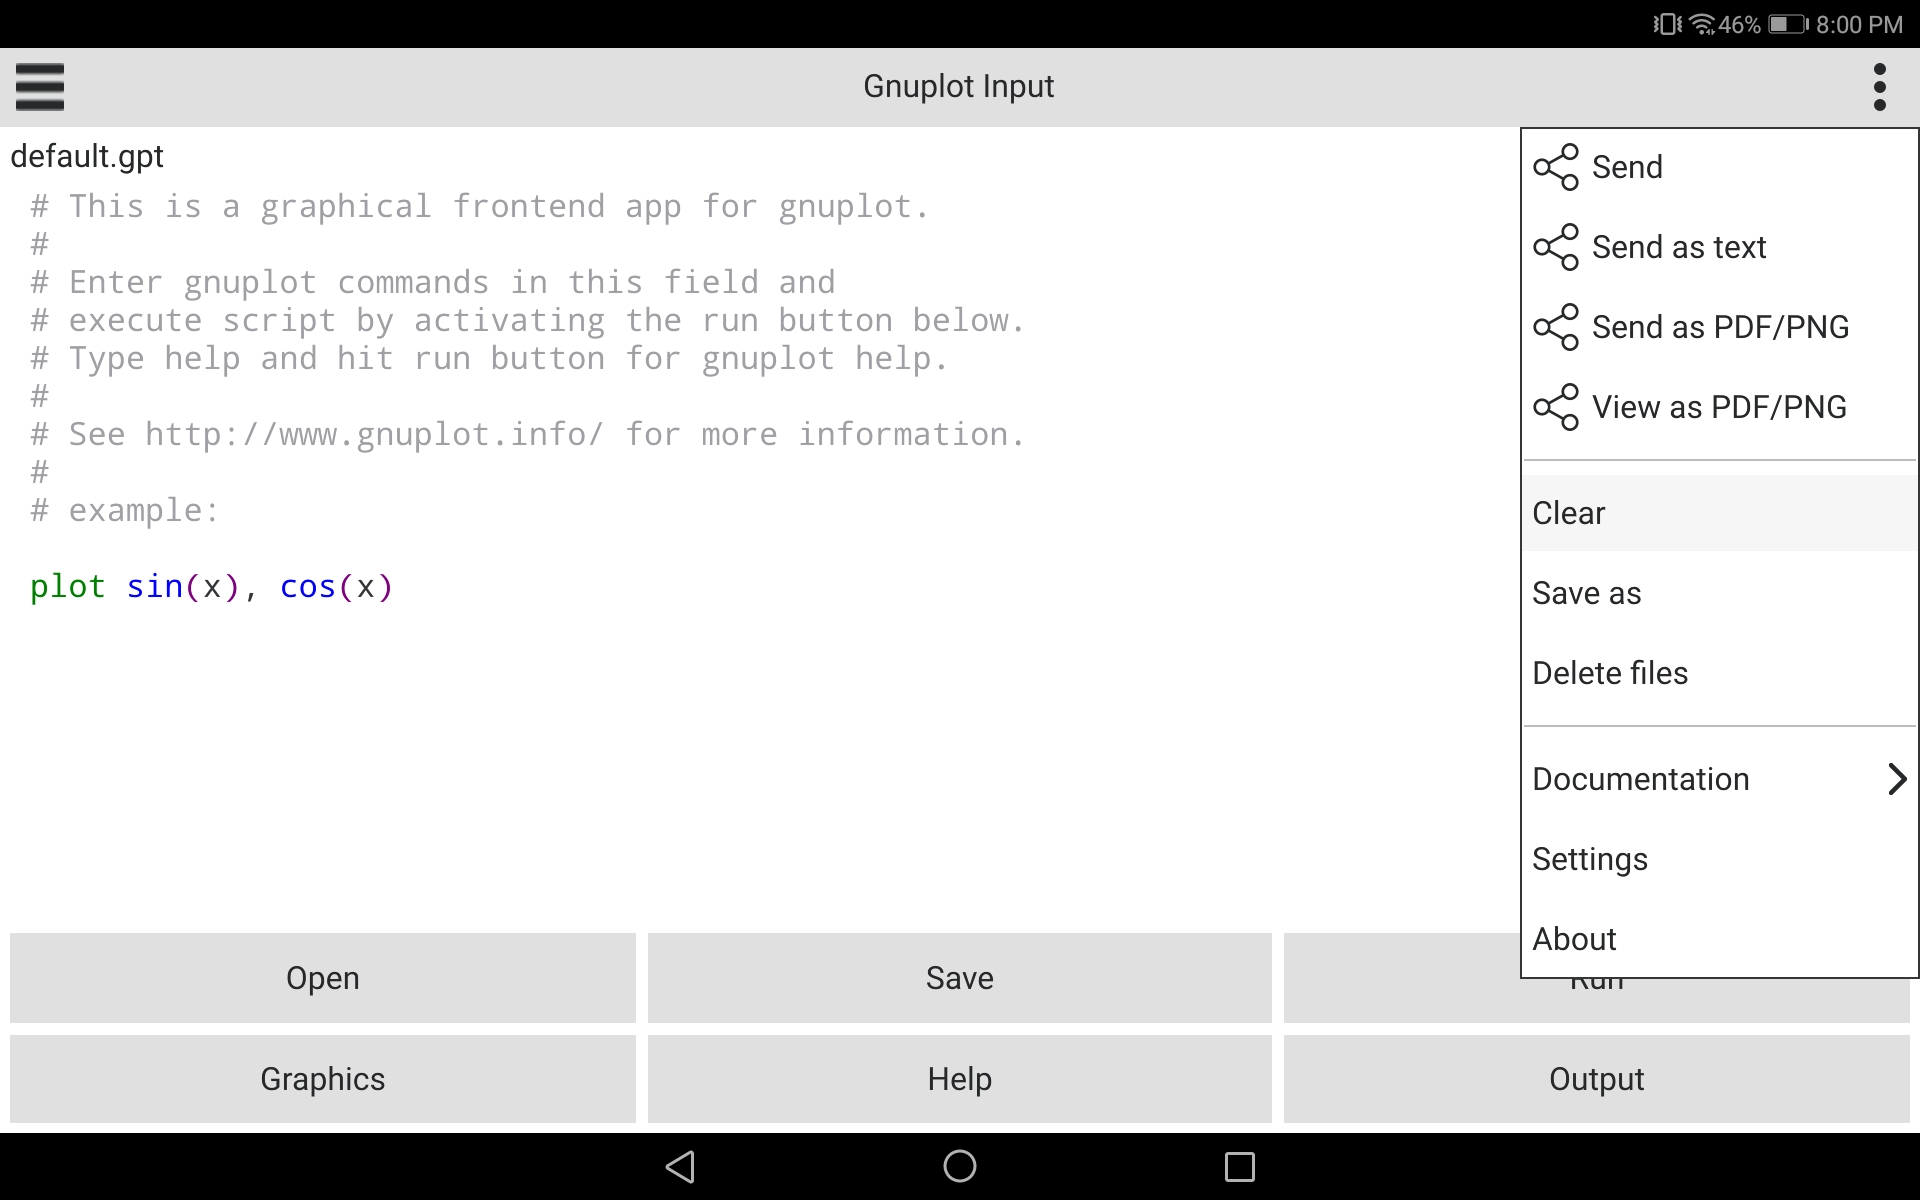 46% 8:00 PM
Gnuplot Input
default.gpt
# This is a graphical frontend app for gnuplot.
#
# Enter gnuplot commands in this field and
# execute script by activating the run button below.
# Type help and hit run button for gnuplot help.
#
# See http://www.gnuplot.info/ for more information.
#
# example:
plot sin(x), cos(x)
Send
Send as text
Send as PDF/PNG
View as PDF/PNG
Clear
Save as
Delete files
Documentation
Settings
About
Open
Save
Run
Graphics
Help
Output